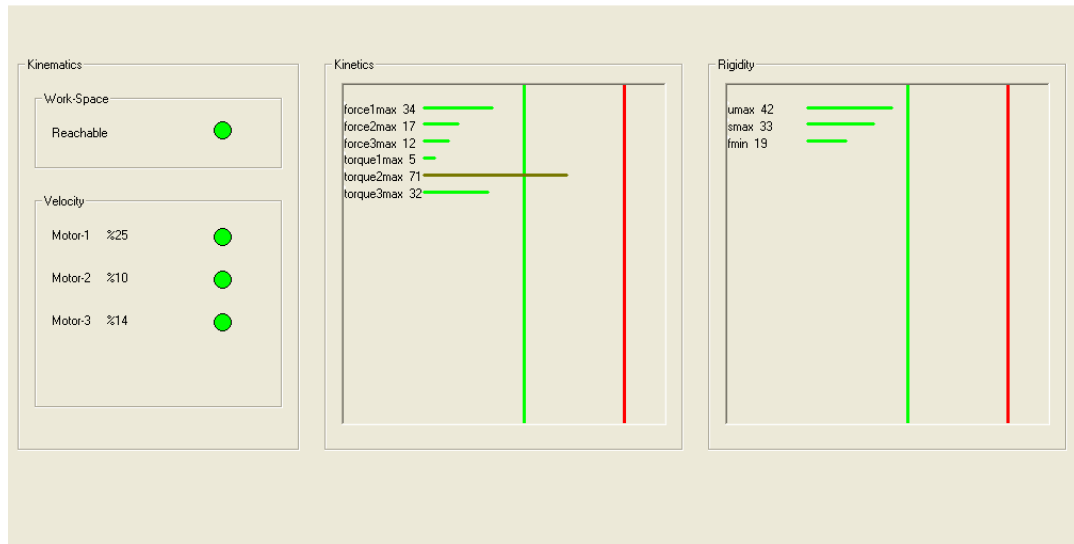 Kinematics
Work-Space
Reachable
Velocity
Motor-1 %25
Motor-2 %10
Motor-3 %14
Kinetics
force1max 34
force2max 17
force3max 12
torque1max 5
torque2max 71
torque3max 32
Rigidity
umax 42
smax 33
fmin 19